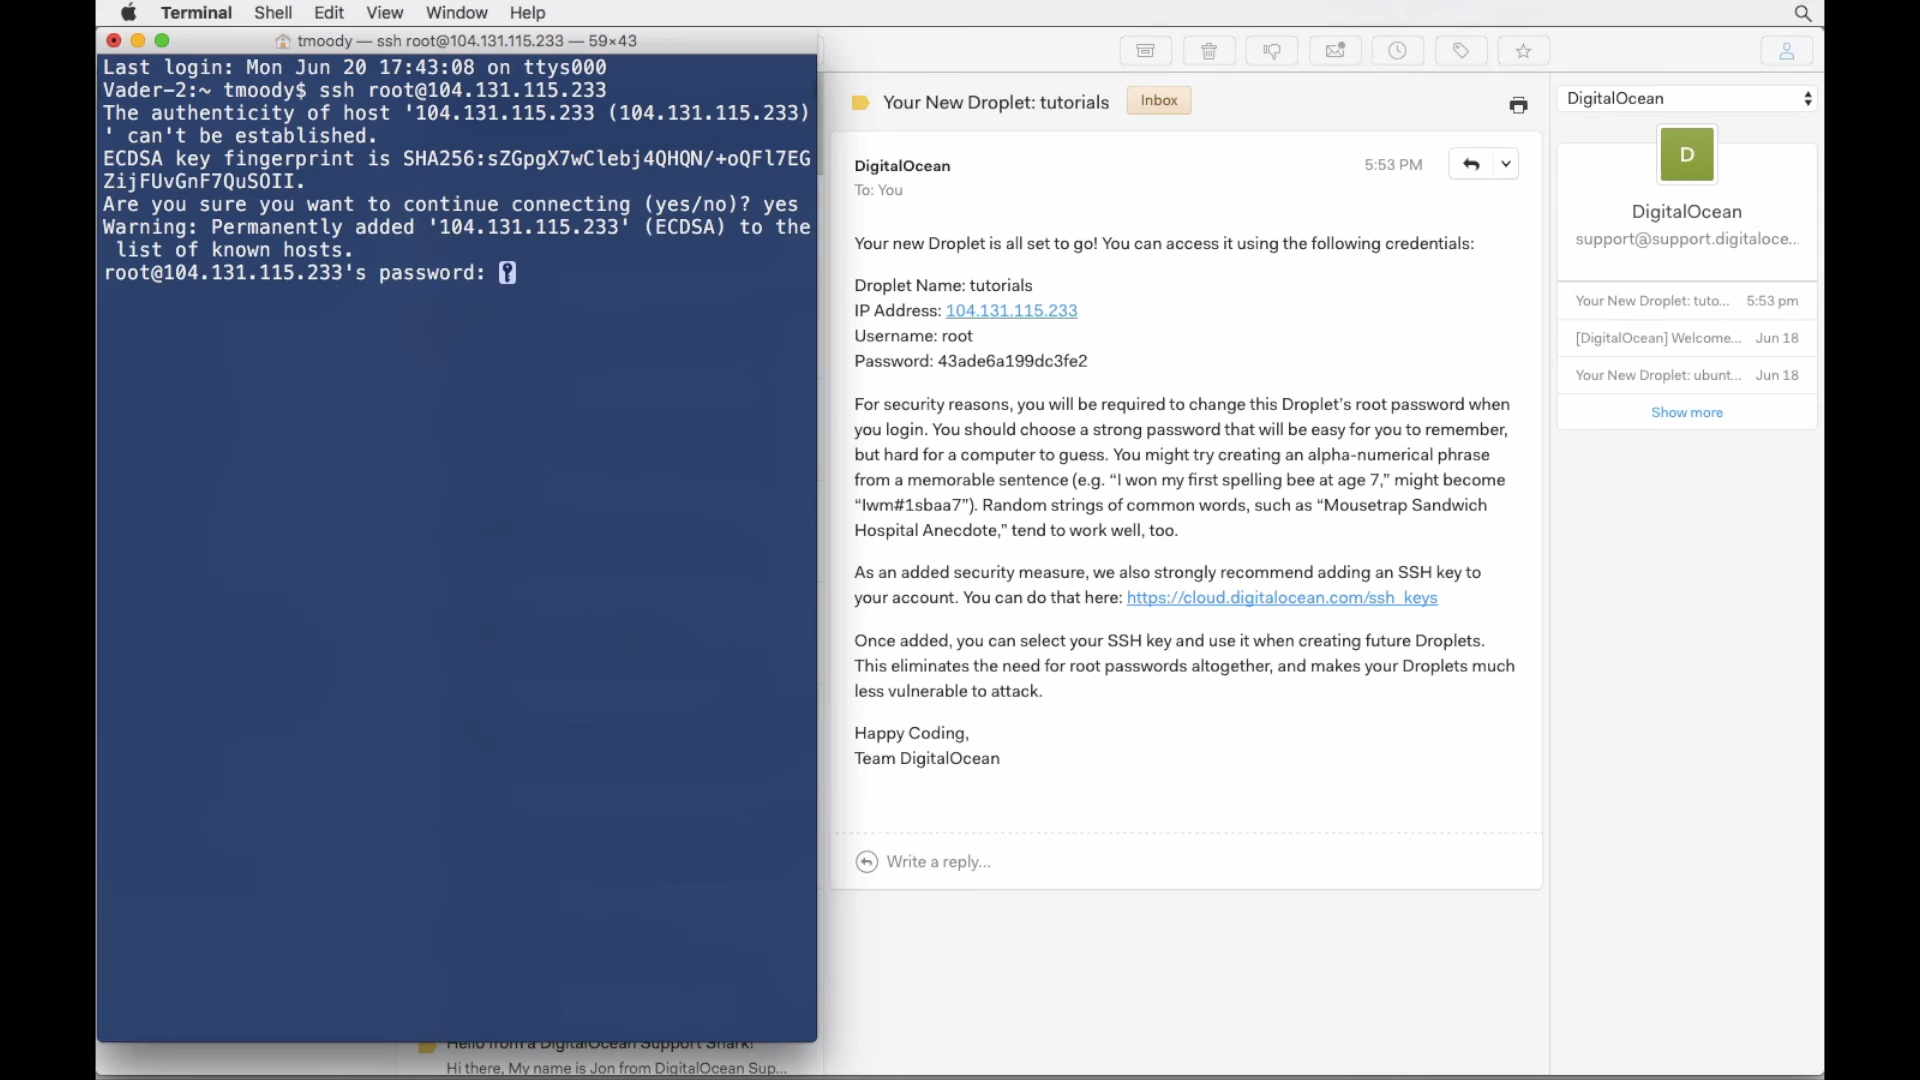 Terminal Shell Edit View Window Help
tmoody — ssh root@104.131.115.233 — 59×43
Last login: Mon Jun 20 17:43:08 on ttys000
Vader-2:~ tmoody$ ssh root@104.131.115.233
The authenticity of host '104.131.115.233 (104.131.115.233)
' can't be established.
ECDSA key fingerprint is SHA256:sZGpgX7wClebj4QHQN/+oQFl7EG
ZijFUvGnF7QuSOII.
Are you sure you want to continue connecting (yes/no)? yes
Warning: Permanently added '104.131.115.233' (ECDSA) to the
list of known hosts.
root@104.131.115.233's password:
Your New Droplet: tutorials Inbox
DigitalOcean 5:53 PM
To: You
Your new Droplet is all set to go! You can access it using the following credentials:
Droplet Name: tutorials
IP Address: 104.131.115.233
Username: root
Password: 43ade6a199dc3fe2
For security reasons, you will be required to change this Droplet's root password when
you login. You should choose a strong password that will be easy for you to remember,
but hard for a computer to guess. You might try creating an alpha-numerical phrase
from a memorable sentence (e.g. “I won my first spelling bee at age 7,” might become
“Iwm#1sbaa7”). Random strings of common words, such as “Mousetrap Sandwich
Hospital Anecdote,” tend to work well, too.
As an added security measure, we also strongly recommend adding an SSH key to
your account. You can do that here: https://cloud.digitalocean.com/ssh_keys
Once added, you can select your SSH key and use it when creating future Droplets.
This eliminates the need for root passwords altogether, and makes your Droplets much
less vulnerable to attack.
Happy Coding,
Team DigitalOcean
Write a reply...
DigitalOcean
D
DigitalOcean
support@support.digitaloce...
Your New Droplet: tuto... 5:53 pm
[DigitalOcean] Welcome... Jun 18
Your New Droplet: ubunt... Jun 18
Show more
Hello from a DigitalOcean Support Shark!
Hi there, My name is Jon from DigitalOcean Sup...